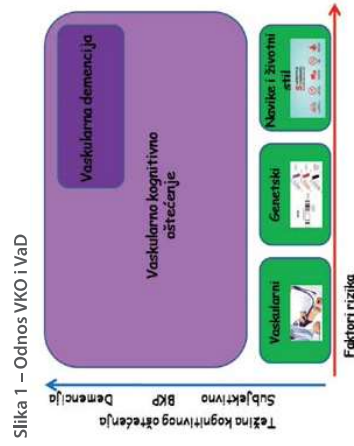 Slika 1 – Odnos VKO i VaD
Težina kognitivnog oštećenja
Subjektivno
BKP
Demencija
Vaskularna demencija
Vaskularno kognitivno
oštećenje
Vaskularni
Genetski
Navike i životni
stil
Faktori rizika